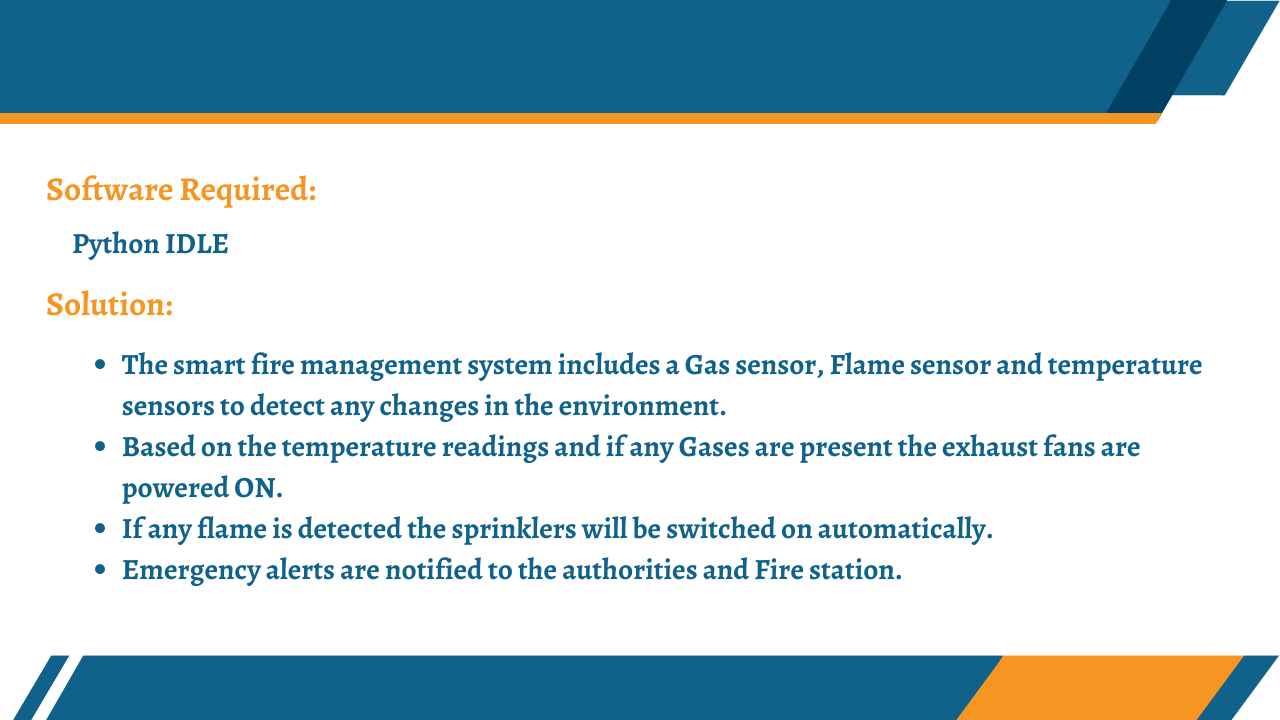 Software Required:
Python IDLE
Solution:
• The smart fire management system includes a Gas sensor, Flame sensor and temperature
sensors to detect any changes in the environment.
• Based on the temperature readings and if any Gases are present the exhaust fans are
powered ON.
• If any flame is detected the sprinklers will be switched on automatically.
• Emergency alerts are notified to the authorities and Fire station.